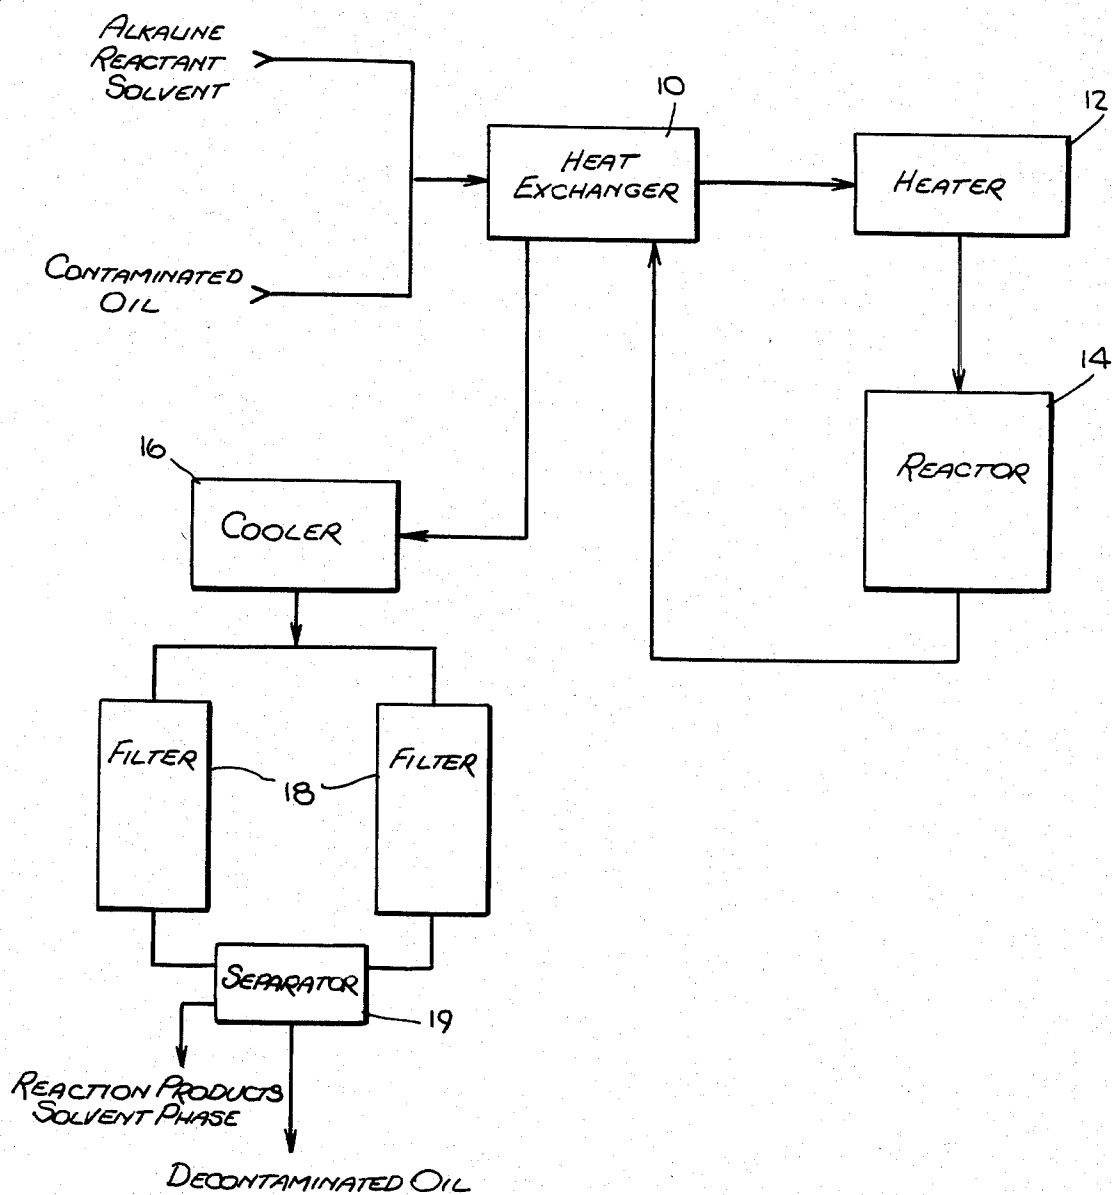 ALKALINE
REACTANT
SOLVENT
10
12
HEAT
EXCHANGER
HEATER
CONTAMINATED
OIL
14
16
REACTOR
COOLER
FILTER
FILTER
18
SEPARATOR
19
REACTION PRODUCTS
SOLVENT PHASE
DECONTAMINATED OIL